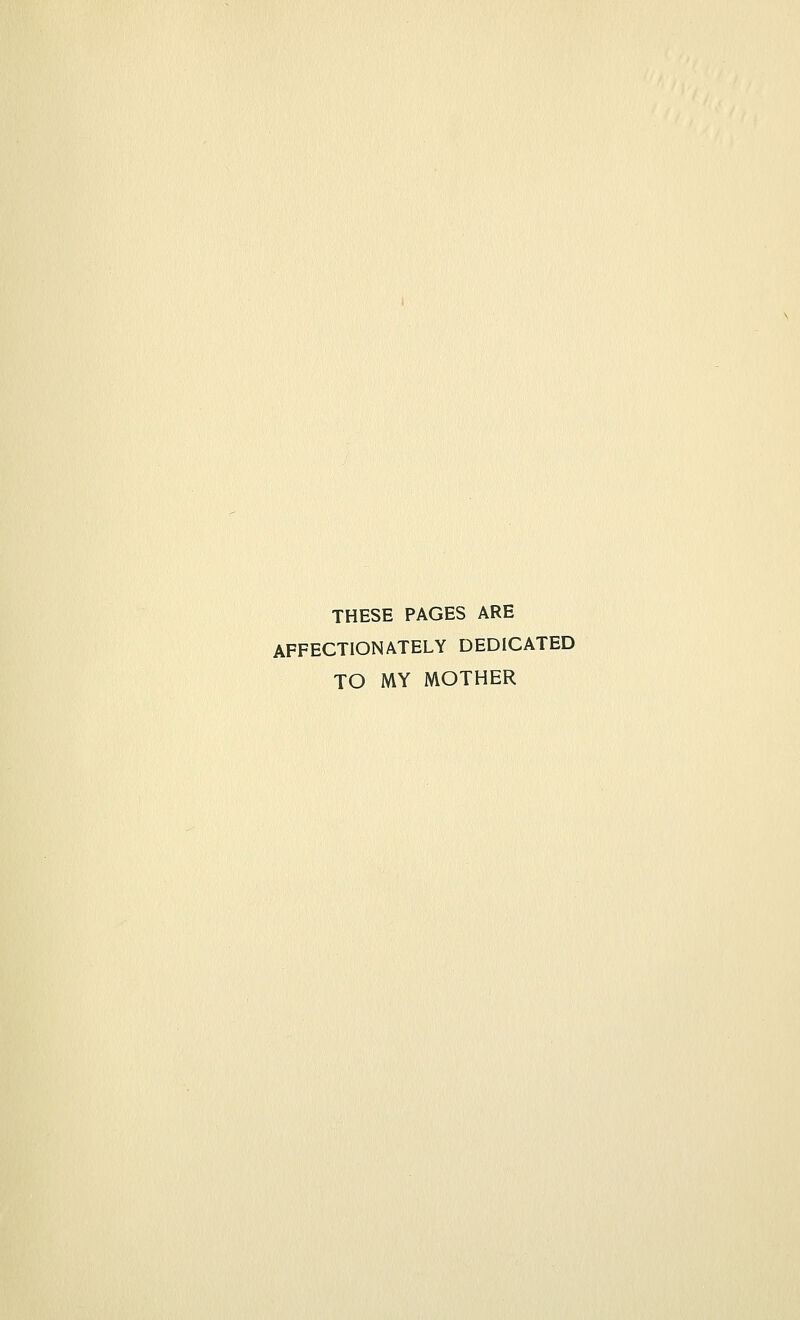 THESE PAGES ARE
AFFECTIONATELY DEDICATED
TO MY MOTHER